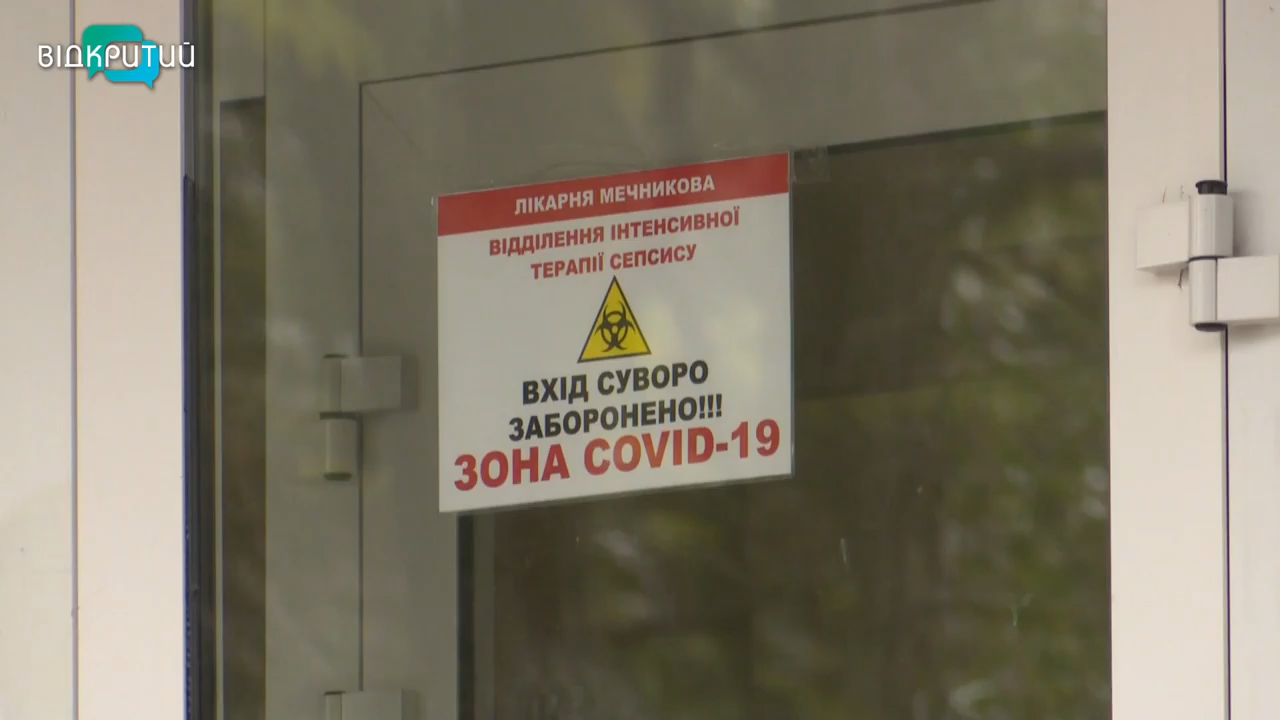 ВІДКРИТИЙ
ЛІКАРНЯ МЕЧНИКОВА
ВІДДІЛЕННЯ ІНТЕНСИВНОЇ
ТЕРАПІЇ СЕПСИСУ
ВХІД СУВОРО
ЗАБОРОНЕНО!!!
ЗОНА COVID-19